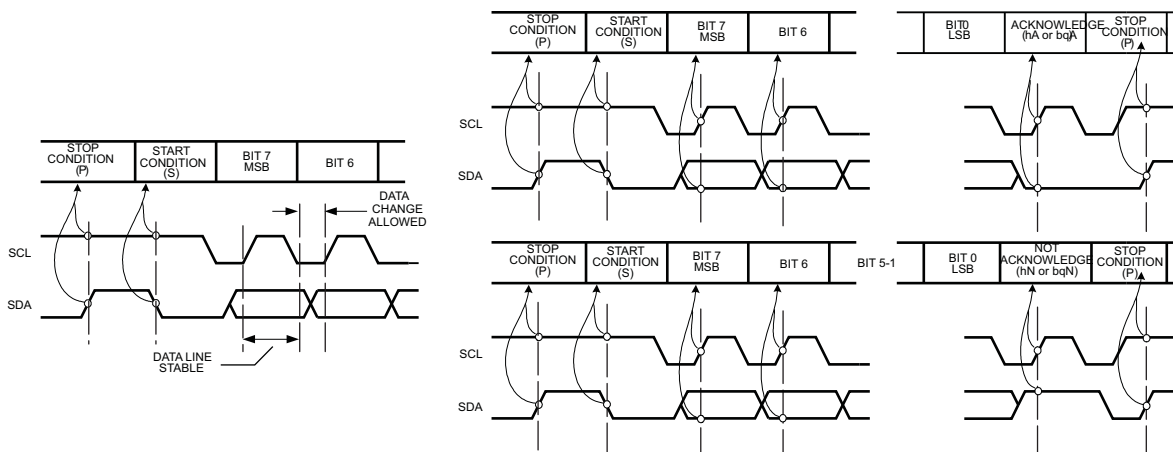 STOP
CONDITION
(P)
START
CONDITION
(S)
BIT 7
MSB
BIT 6
DATA
CHANGE
ALLOWED
SCL
SDA
DATA LINE
STABLE
STOP
CONDITION
(P)
START
CONDITION
(S)
BIT 7
MSB
BIT 6
BIT0
LSB
ACKNOWLEDGE
(hA or bqA)
STOP
CONDITION
(P)
SCL
SDA
STOP
CONDITION
(P)
START
CONDITION
(S)
BIT 7
MSB
BIT 6
BIT 5-1
BIT 0
LSB
NOT
ACKNOWLEDGE
(hN or bqN)
STOP
CONDITION
(P)
SCL
SDA